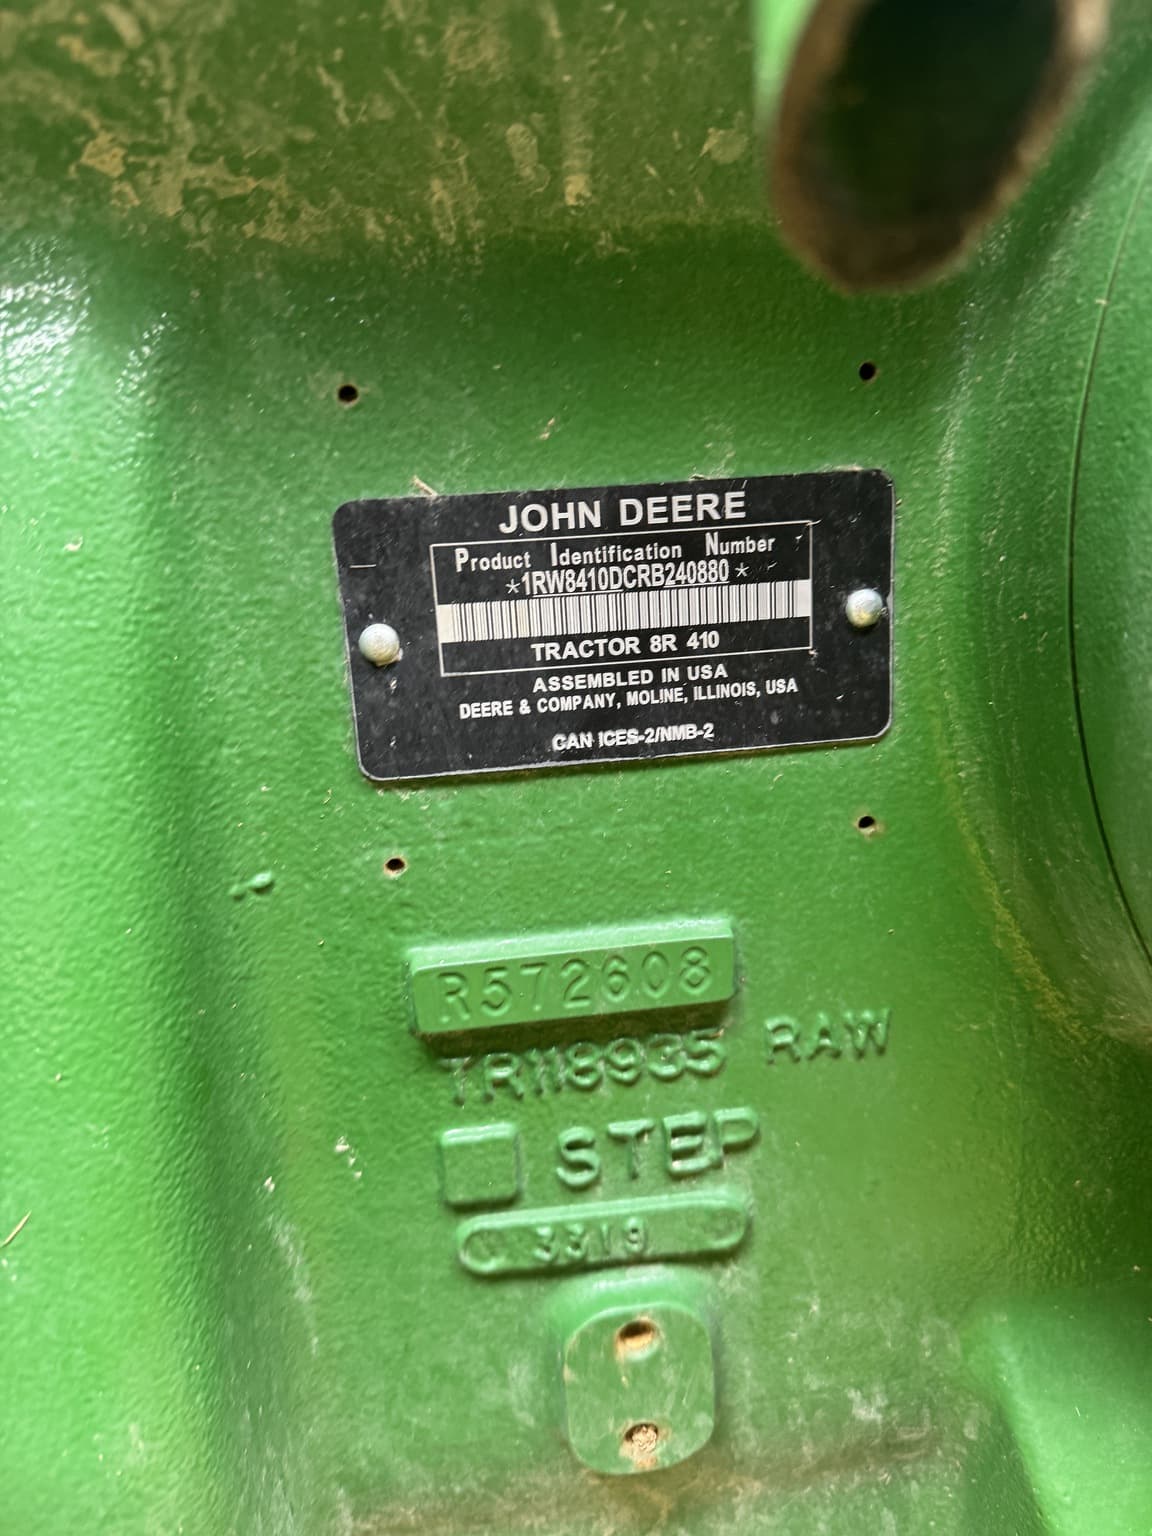 JOHN DEERE
Product Identification Number
*1RW8410DCRB240880*
TRACTOR 8R 410
ASSEMBLED IN USA
DEERE & COMPANY, MOLINE, ILLINOIS, USA
CAN ICES-2/NMB-2
R572608
TR118935 RAW
STEP
3319